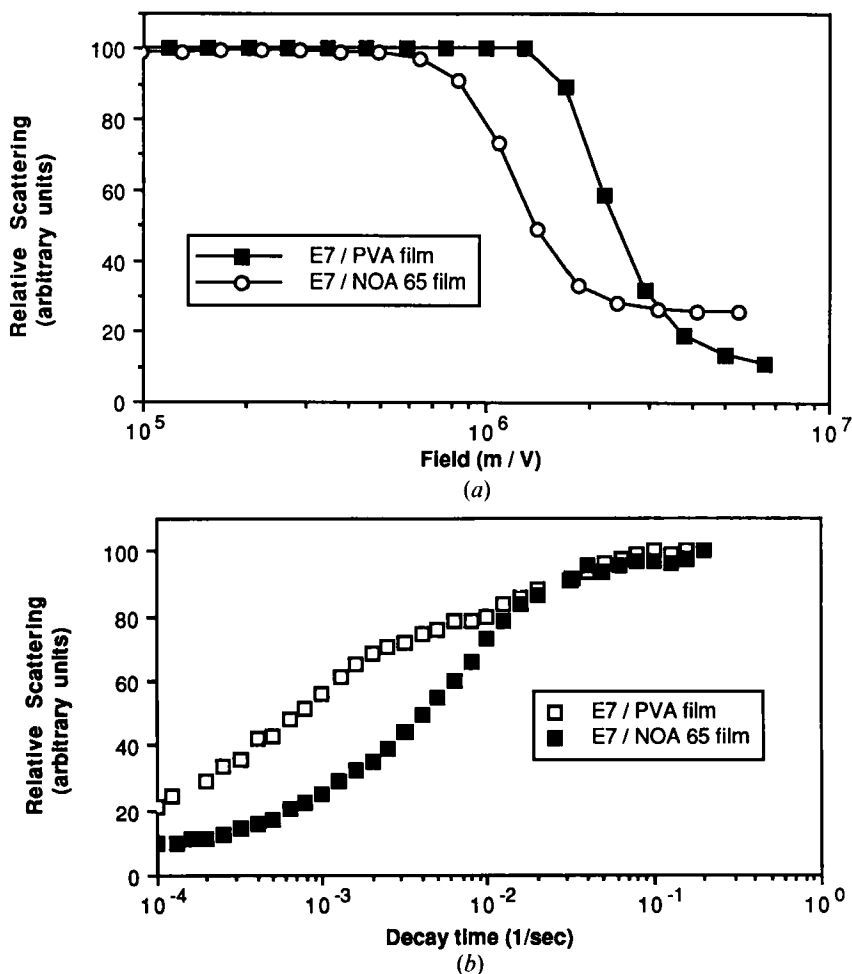 Relative Scattering
(arbitrary units)
100
80
60
40
20
0
E7 / PVA film
E7 / NOA 65 film
10^5
10^6
10^7
Field (m / V)
(a)
Relative Scattering
(arbitrary units)
100
80
60
40
20
0
E7 / PVA film
E7 / NOA 65 film
10^-4
10^-3
10^-2
10^-1
10^0
Decay time (1/sec)
(b)